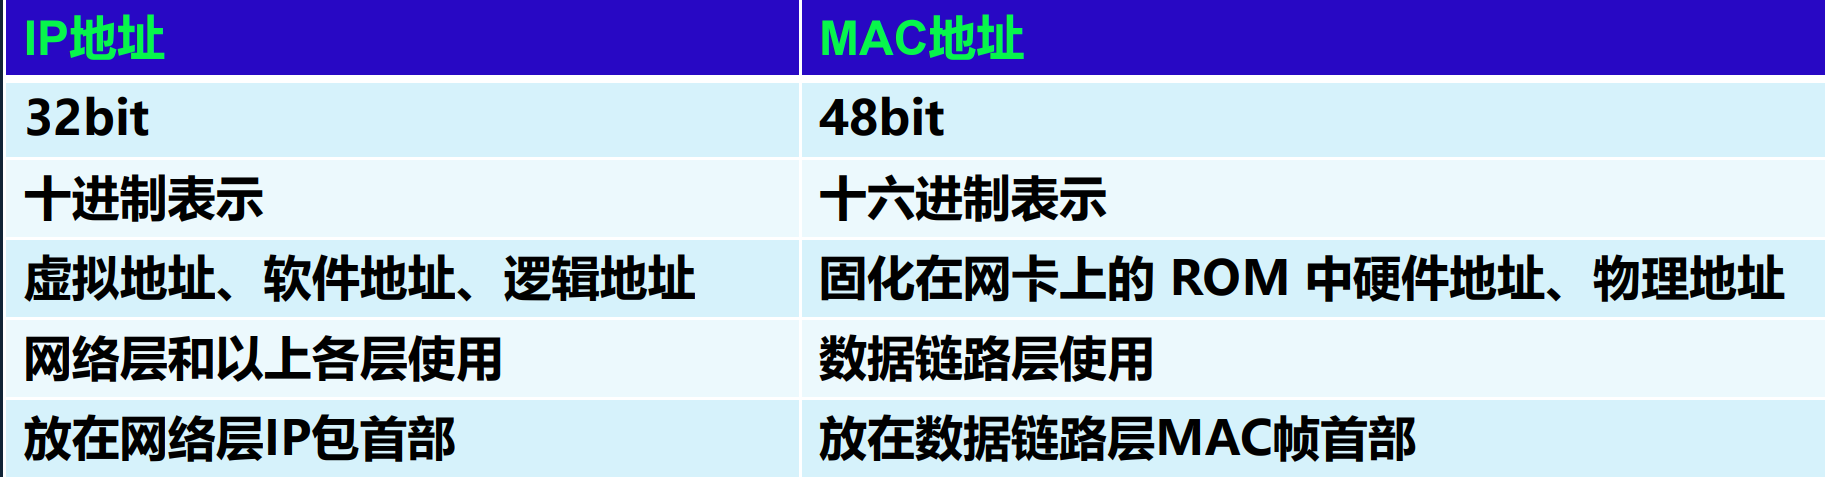 IP地址 MAC地址
32bit 48bit
十进制表示 十六进制表示
虚拟地址、软件地址、逻辑地址 固化在网卡上的 ROM 中硬件地址、物理地址
网络层和以上各层使用 数据链路层使用
放在网络层IP包首部 放在数据链路层MAC帧首部